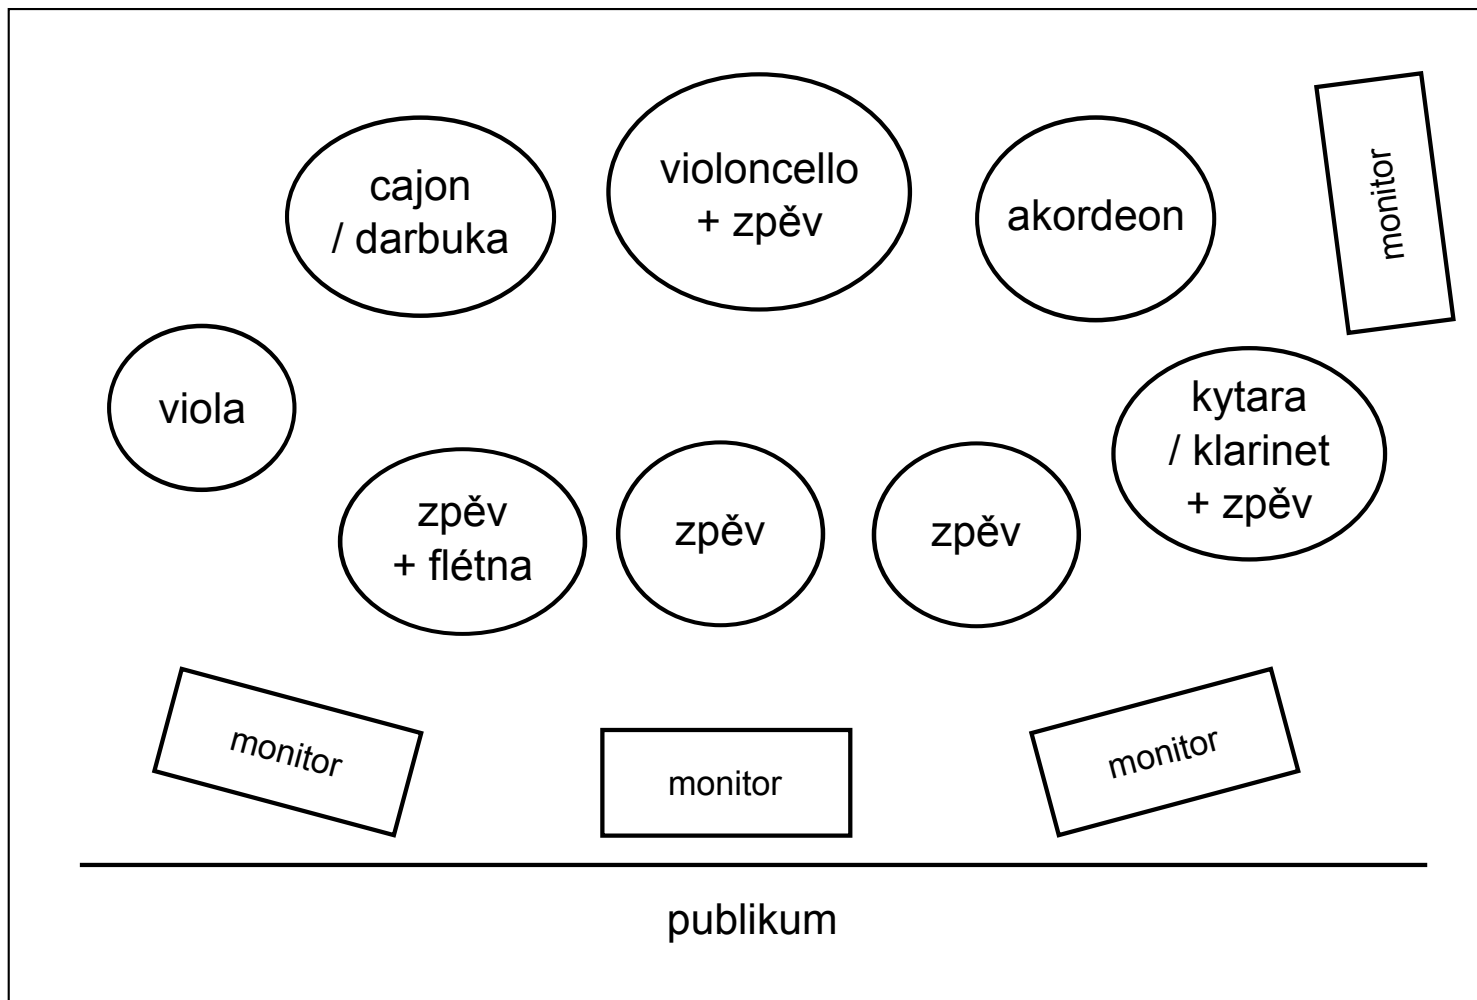 cajon
/ darbuka
violoncello
+ zpěv
akordeon
monitor
viola
kytara
/ klarinet
+ zpěv
zpěv
+ flétna
zpěv
zpěv
monitor
monitor
monitor
publikum